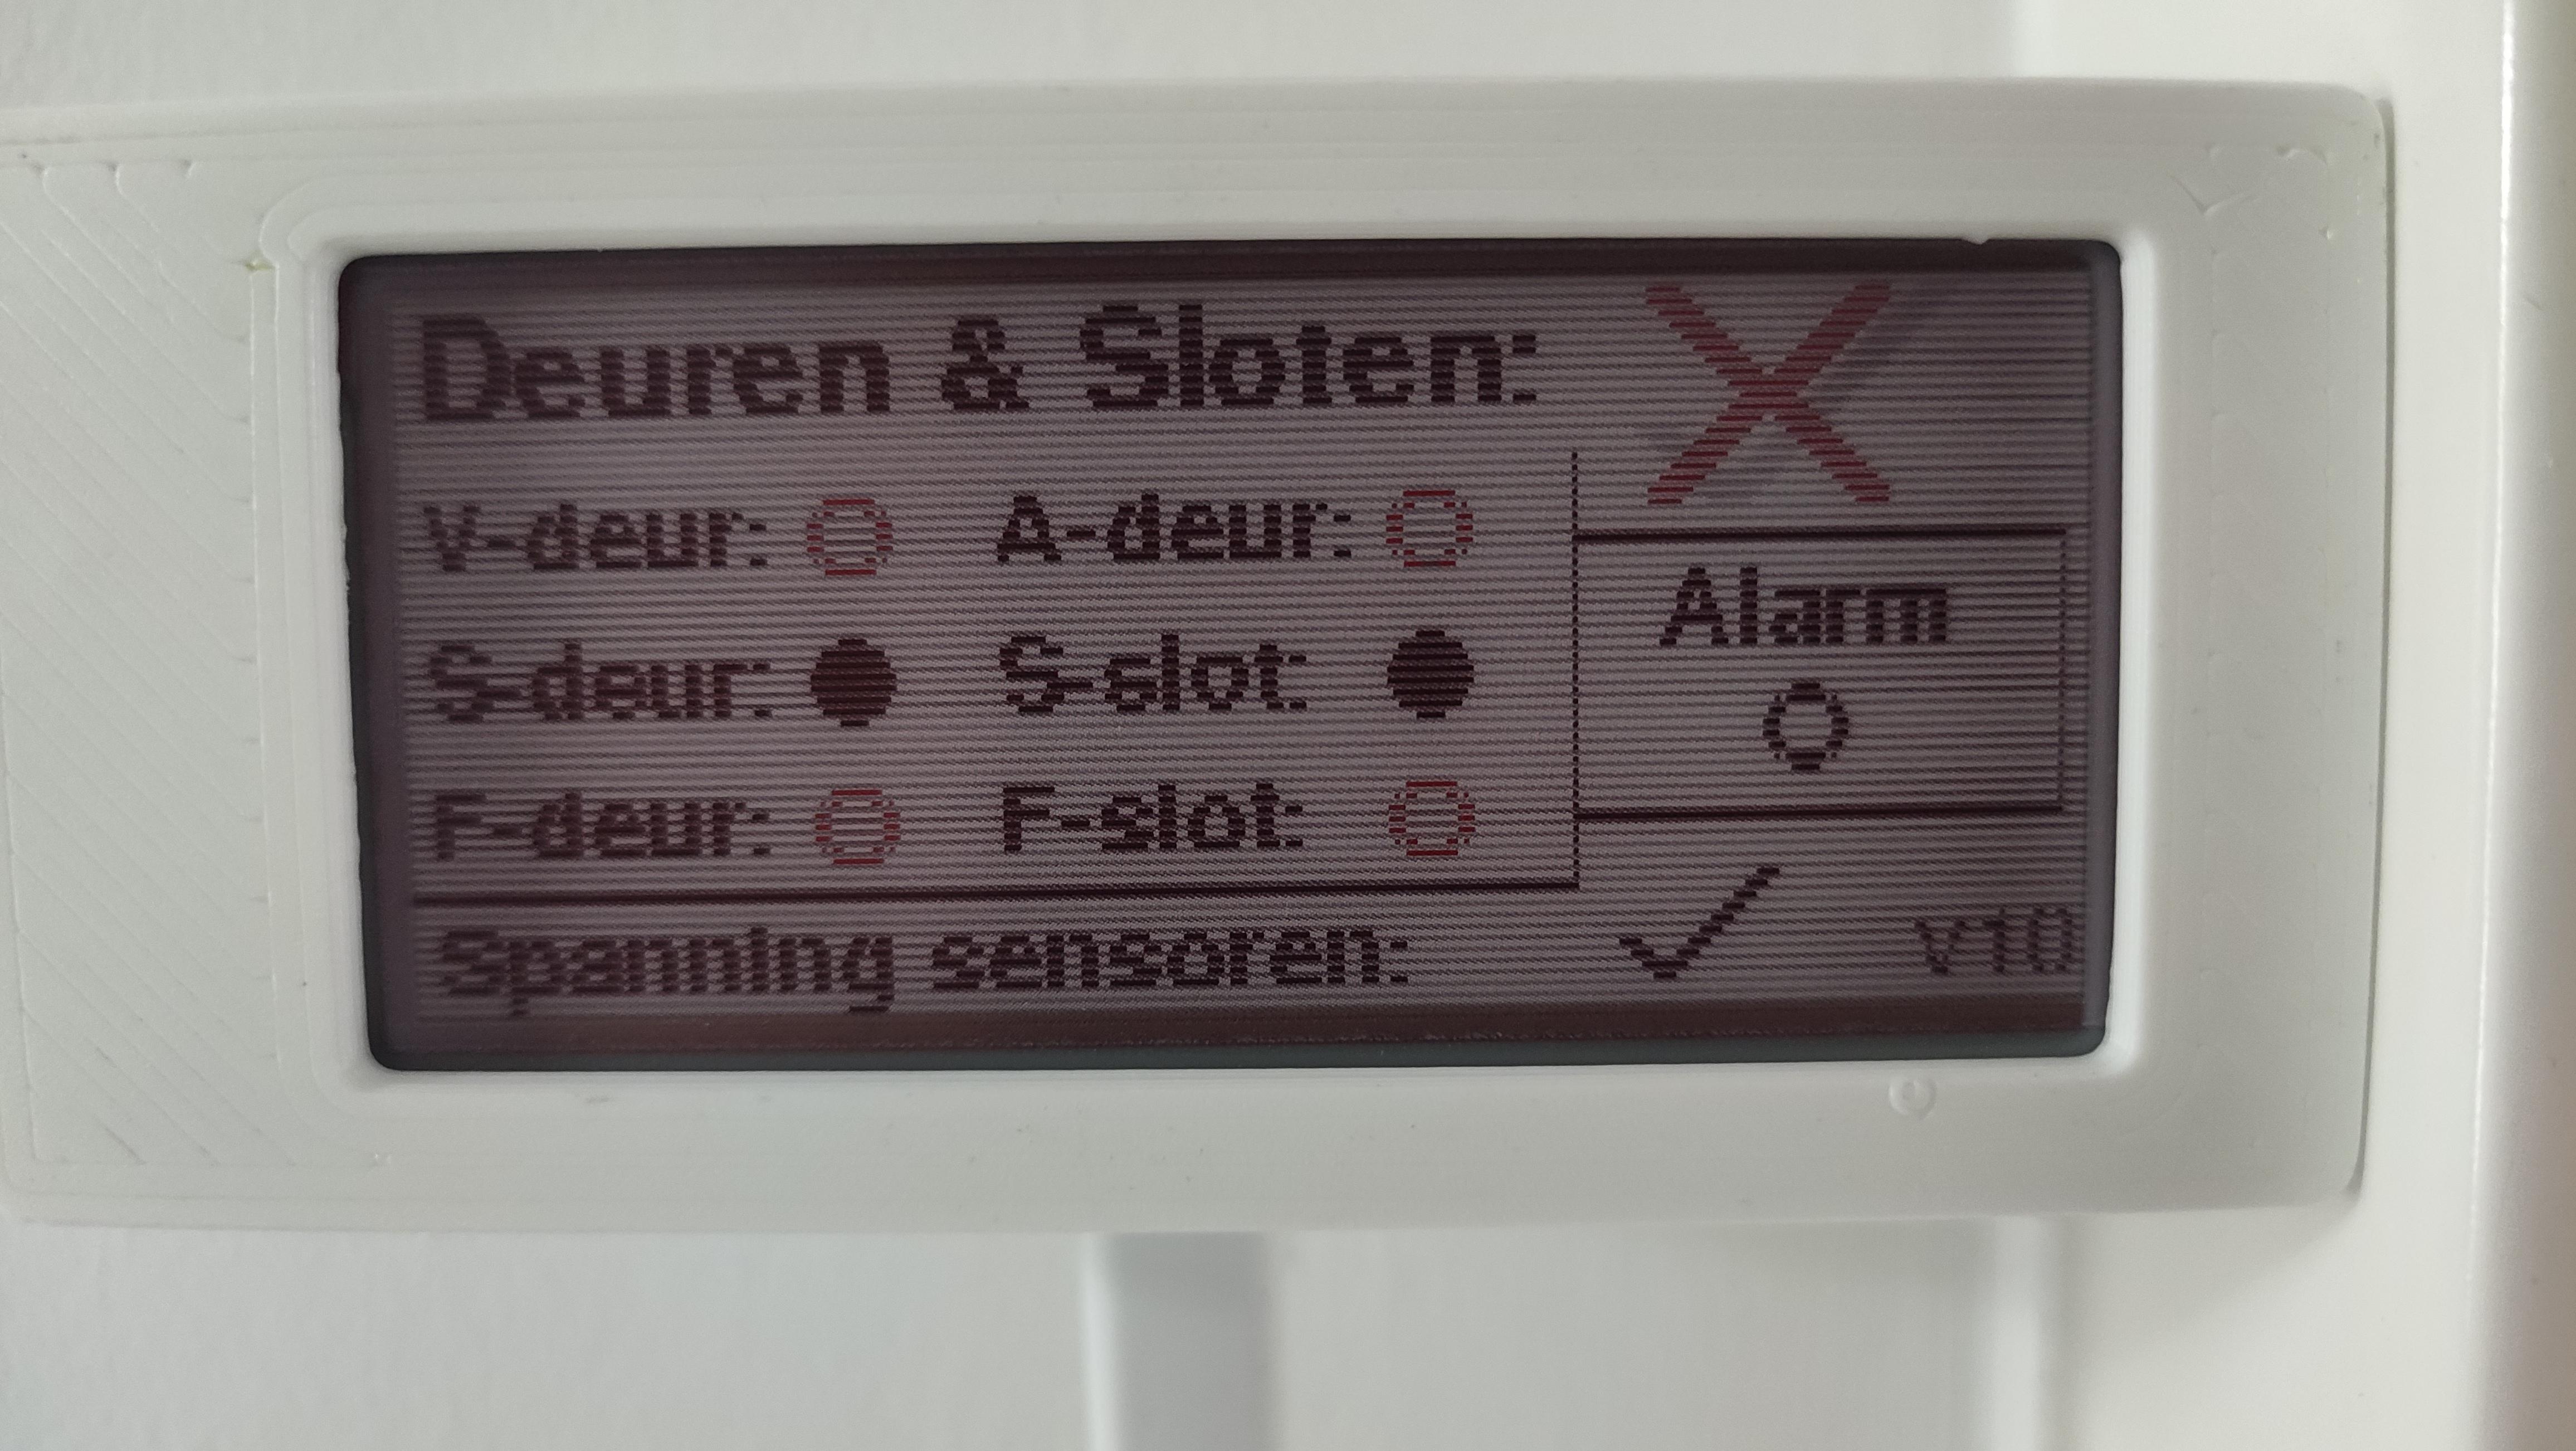 Deuren & Sloten:
V-deur: A-deur:
S-deur: S-slot:
F-deur: F-slot:
Alarm
Spanning sensoren: v10